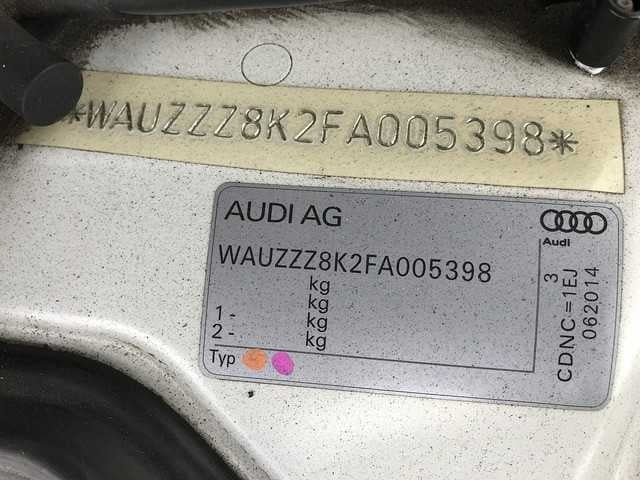 *WAUZZZ8K2FA005398*
AUDI AG
Audi
WAUZZZ8K2FA005398
kg
kg
1 - kg
2 - kg
Typ
3
CDNC=1EJ
062014